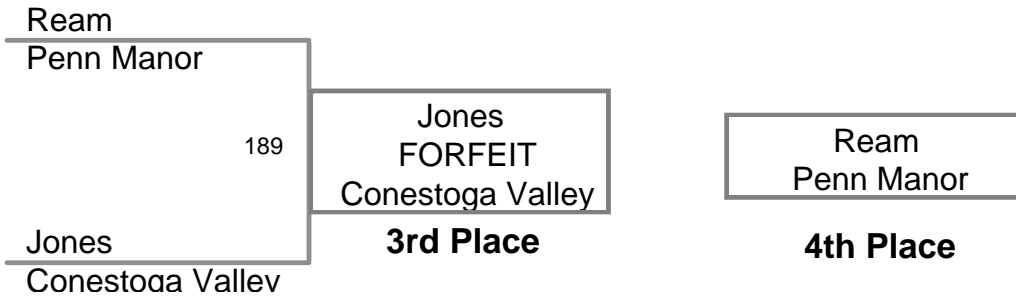 Ream
Penn Manor
189
Jones
FORFEIT
Conestoga Valley
3rd Place
Ream
Penn Manor
4th Place
Jones
Conestoga Valley